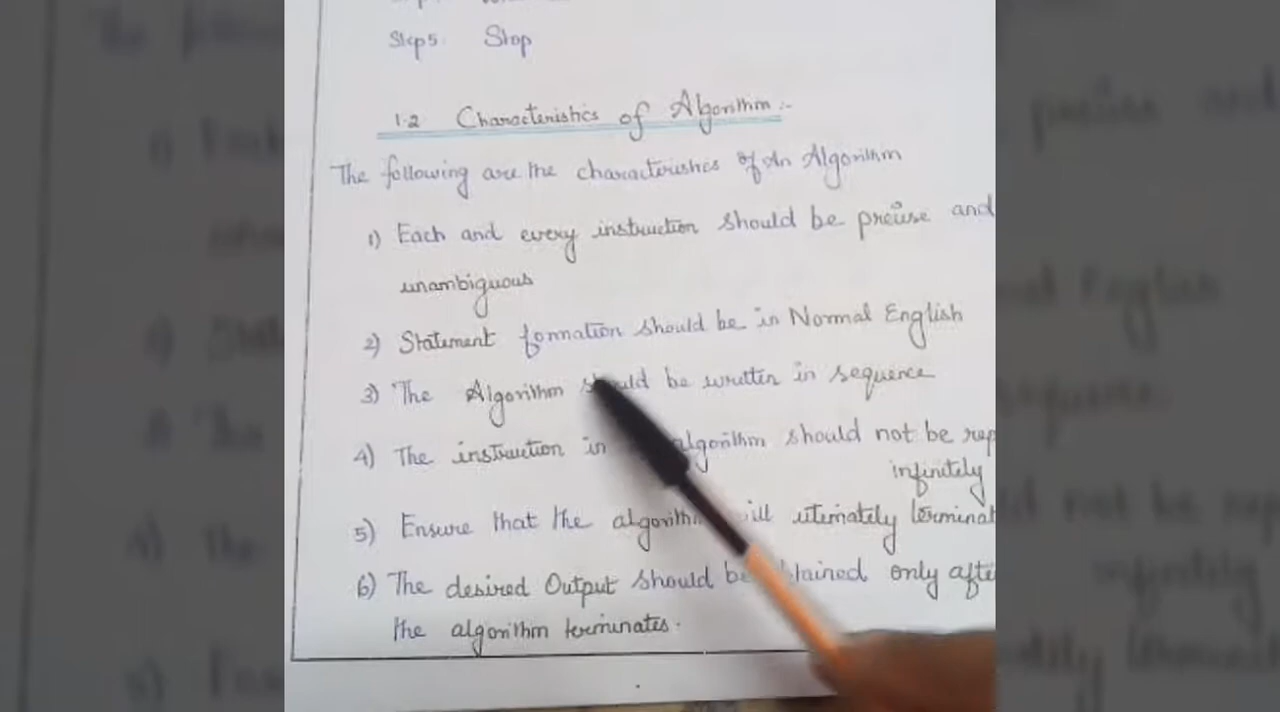 Step5. Stop
1.2 Characteristics of Algorithm :-
The following are the characteristics of An Algorithm
1) Each and every instruction should be precise and
unambiguous
2) Statement formation should be in Normal English
3) The Algorithm should be written in sequence
4) The instruction in algorithm should not be rep
infinitely
5) Ensure that the algorithm will utimately terminat
6) The desired Output should be obtained only afte
the algorithm terminates.